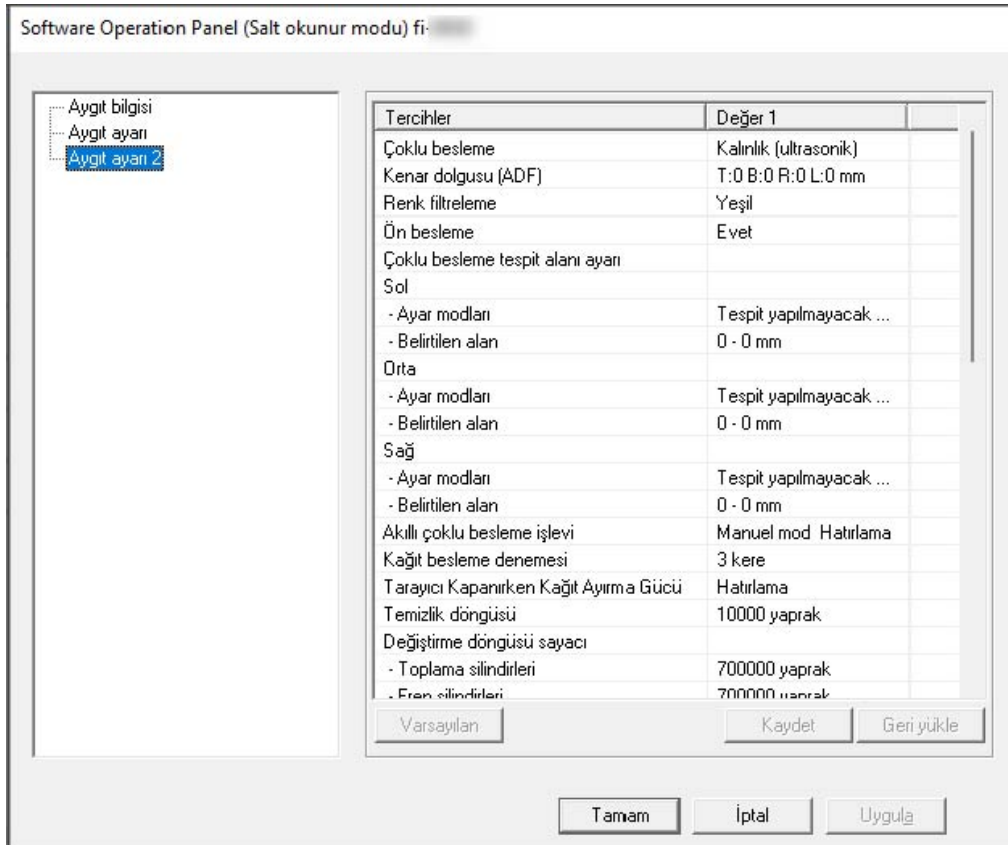 Software Operation Panel (Salt okunur modu) fi-
Aygıt bilgisi
Aygıt ayarı
Aygıt ayarı 2
Tercihler Değer 1
Çoklu besleme Kalınlık (ultrasonik)
Kenar dolgusu (ADF) T:0 B:0 R:0 L:0 mm
Renk filtreleme Yeşil
Ön besleme Evet
Çoklu besleme tespit alanı ayarı
Sol
- Ayar modları Tespit yapılmayacak ...
- Belirtilen alan 0 - 0 mm
Orta
- Ayar modları Tespit yapılmayacak ...
- Belirtilen alan 0 - 0 mm
Sağ
- Ayar modları Tespit yapılmayacak ...
- Belirtilen alan 0 - 0 mm
Akıllı çoklu besleme işlevi Manuel mod Hatırlama
Kağıt besleme denemesi 3 kere
Tarayıcı Kapanırken Kağıt Ayırma Gücü Hatırlama
Temizlik döngüsü 10000 yaprak
Değiştirme döngüsü sayacı
- Toplama silindirleri 700000 yaprak
- Fren silindirleri 700000 yaprak
Varsayılan Kaydet Geri yükle
Tamam İptal Uygula